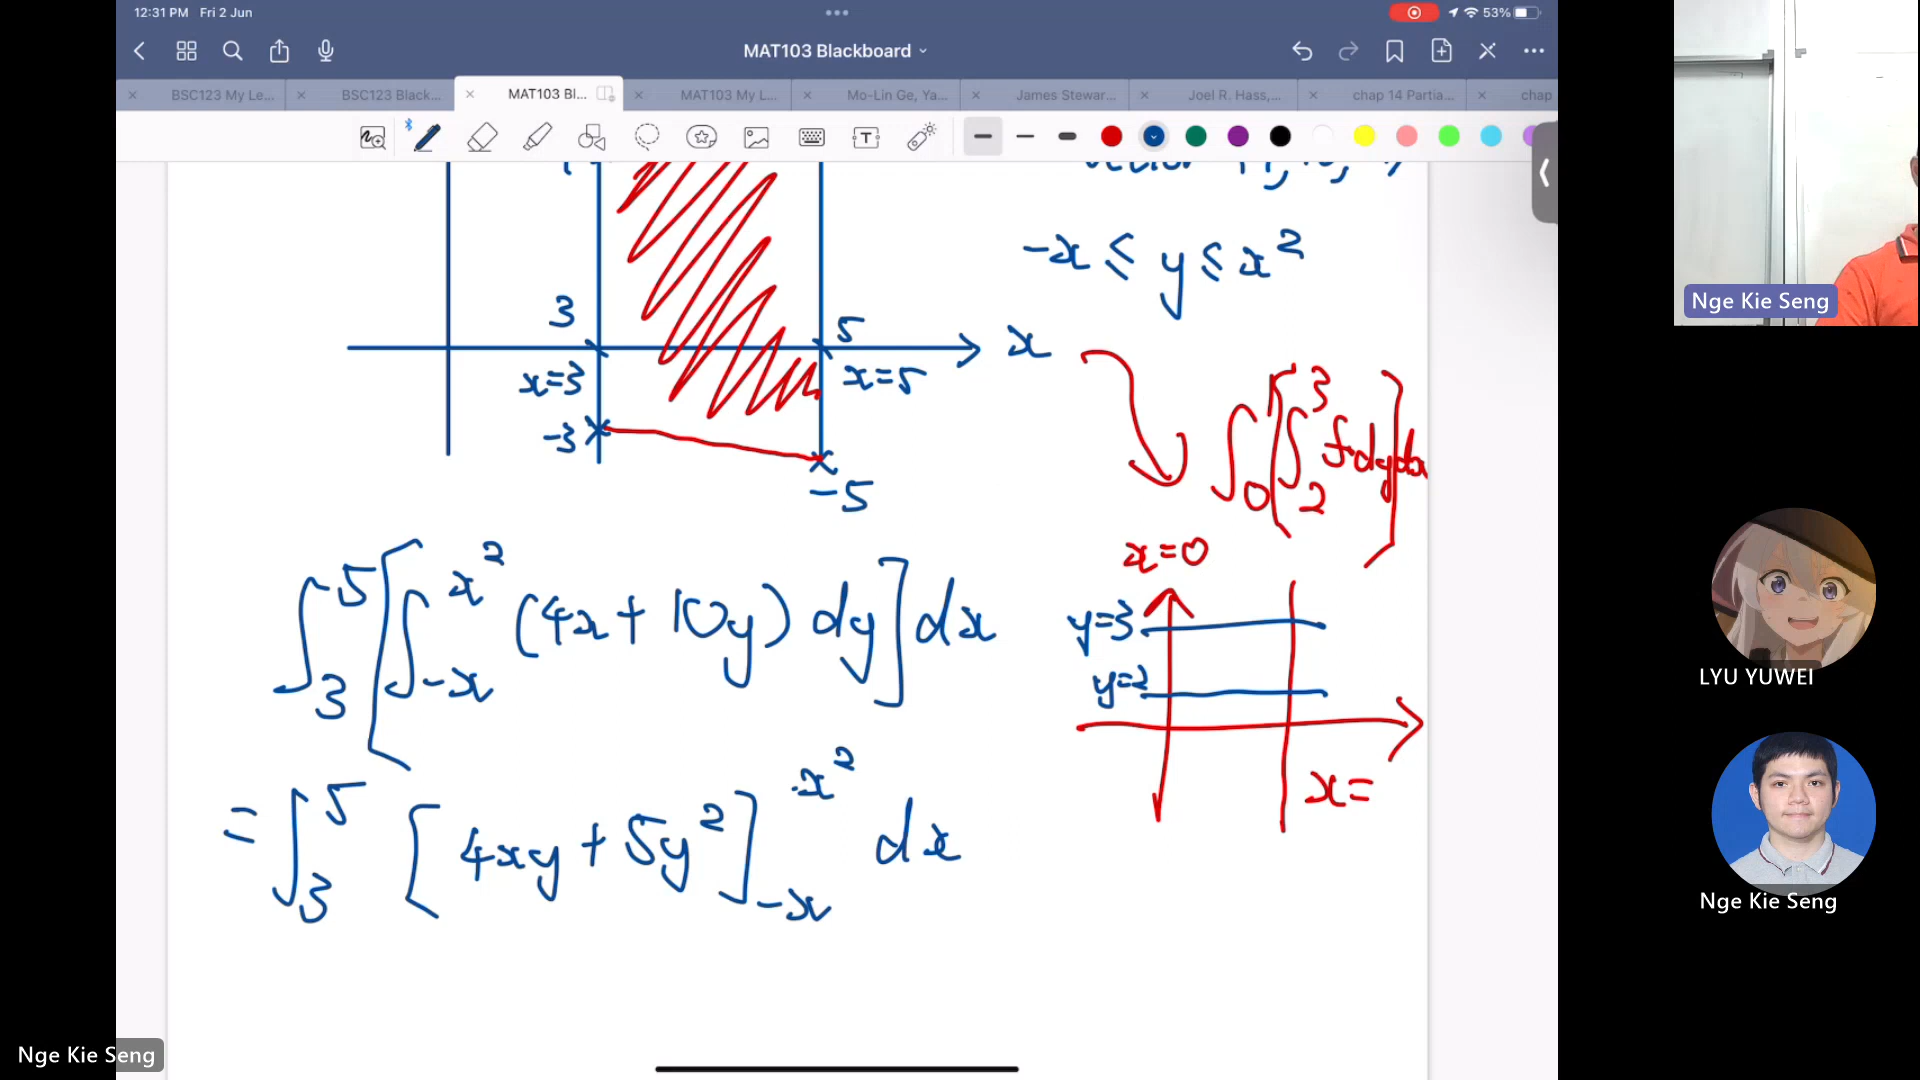 12:31 PM Fri 2 Jun
53%
MAT103 Blackboard
BSC123 My Le...
BSC123 Black...
MAT103 Bl...
MAT103 My L...
Mo-Lin Ge, Ya...
James Stewar...
Joel R. Hass,...
chap 14 Partia...
chap
-x ≤ y ≤ x²
3
5
x
x=3
x=5
-3
-5
∫₀[∫₂³ f dy]dx
∫₃⁵[∫₋ₓ^x² (4x + 10y) dy]dx
x=0
y=3
y=2
x=
= ∫₃⁵ [4xy + 5y²]₋ₓ^x² dx
Nge Kie Seng
LYU YUWEI
Nge Kie Seng
Nge Kie Seng